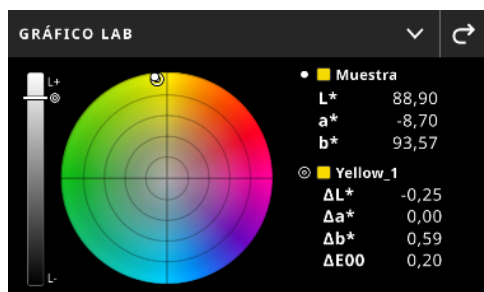 GRÁFICO LAB
L+
L-
Muestra
L* 88,90
a* -8,70
b* 93,57
Yellow_1
ΔL* -0,25
Δa* 0,00
Δb* 0,59
ΔE00 0,20